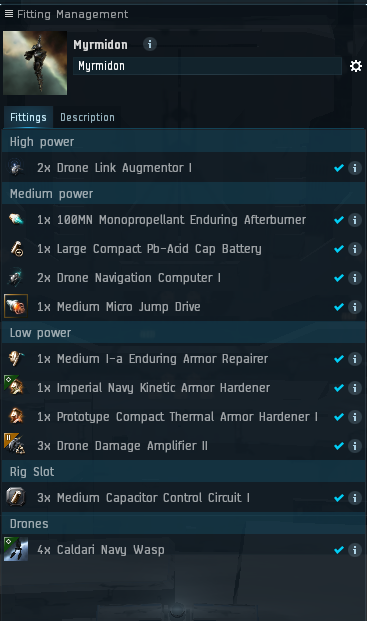 Fitting Management
Myrmidon
Myrmidon
Fittings Description
High power
2x Drone Link Augmentor I
Medium power
1x 100MN Monopropellant Enduring Afterburner
1x Large Compact Pb-Acid Cap Battery
2x Drone Navigation Computer I
1x Medium Micro Jump Drive
Low power
1x Medium I-a Enduring Armor Repairer
1x Imperial Navy Kinetic Armor Hardener
1x Prototype Compact Thermal Armor Hardener I
3x Drone Damage Amplifier II
Rig Slot
3x Medium Capacitor Control Circuit I
Drones
4x Caldari Navy Wasp